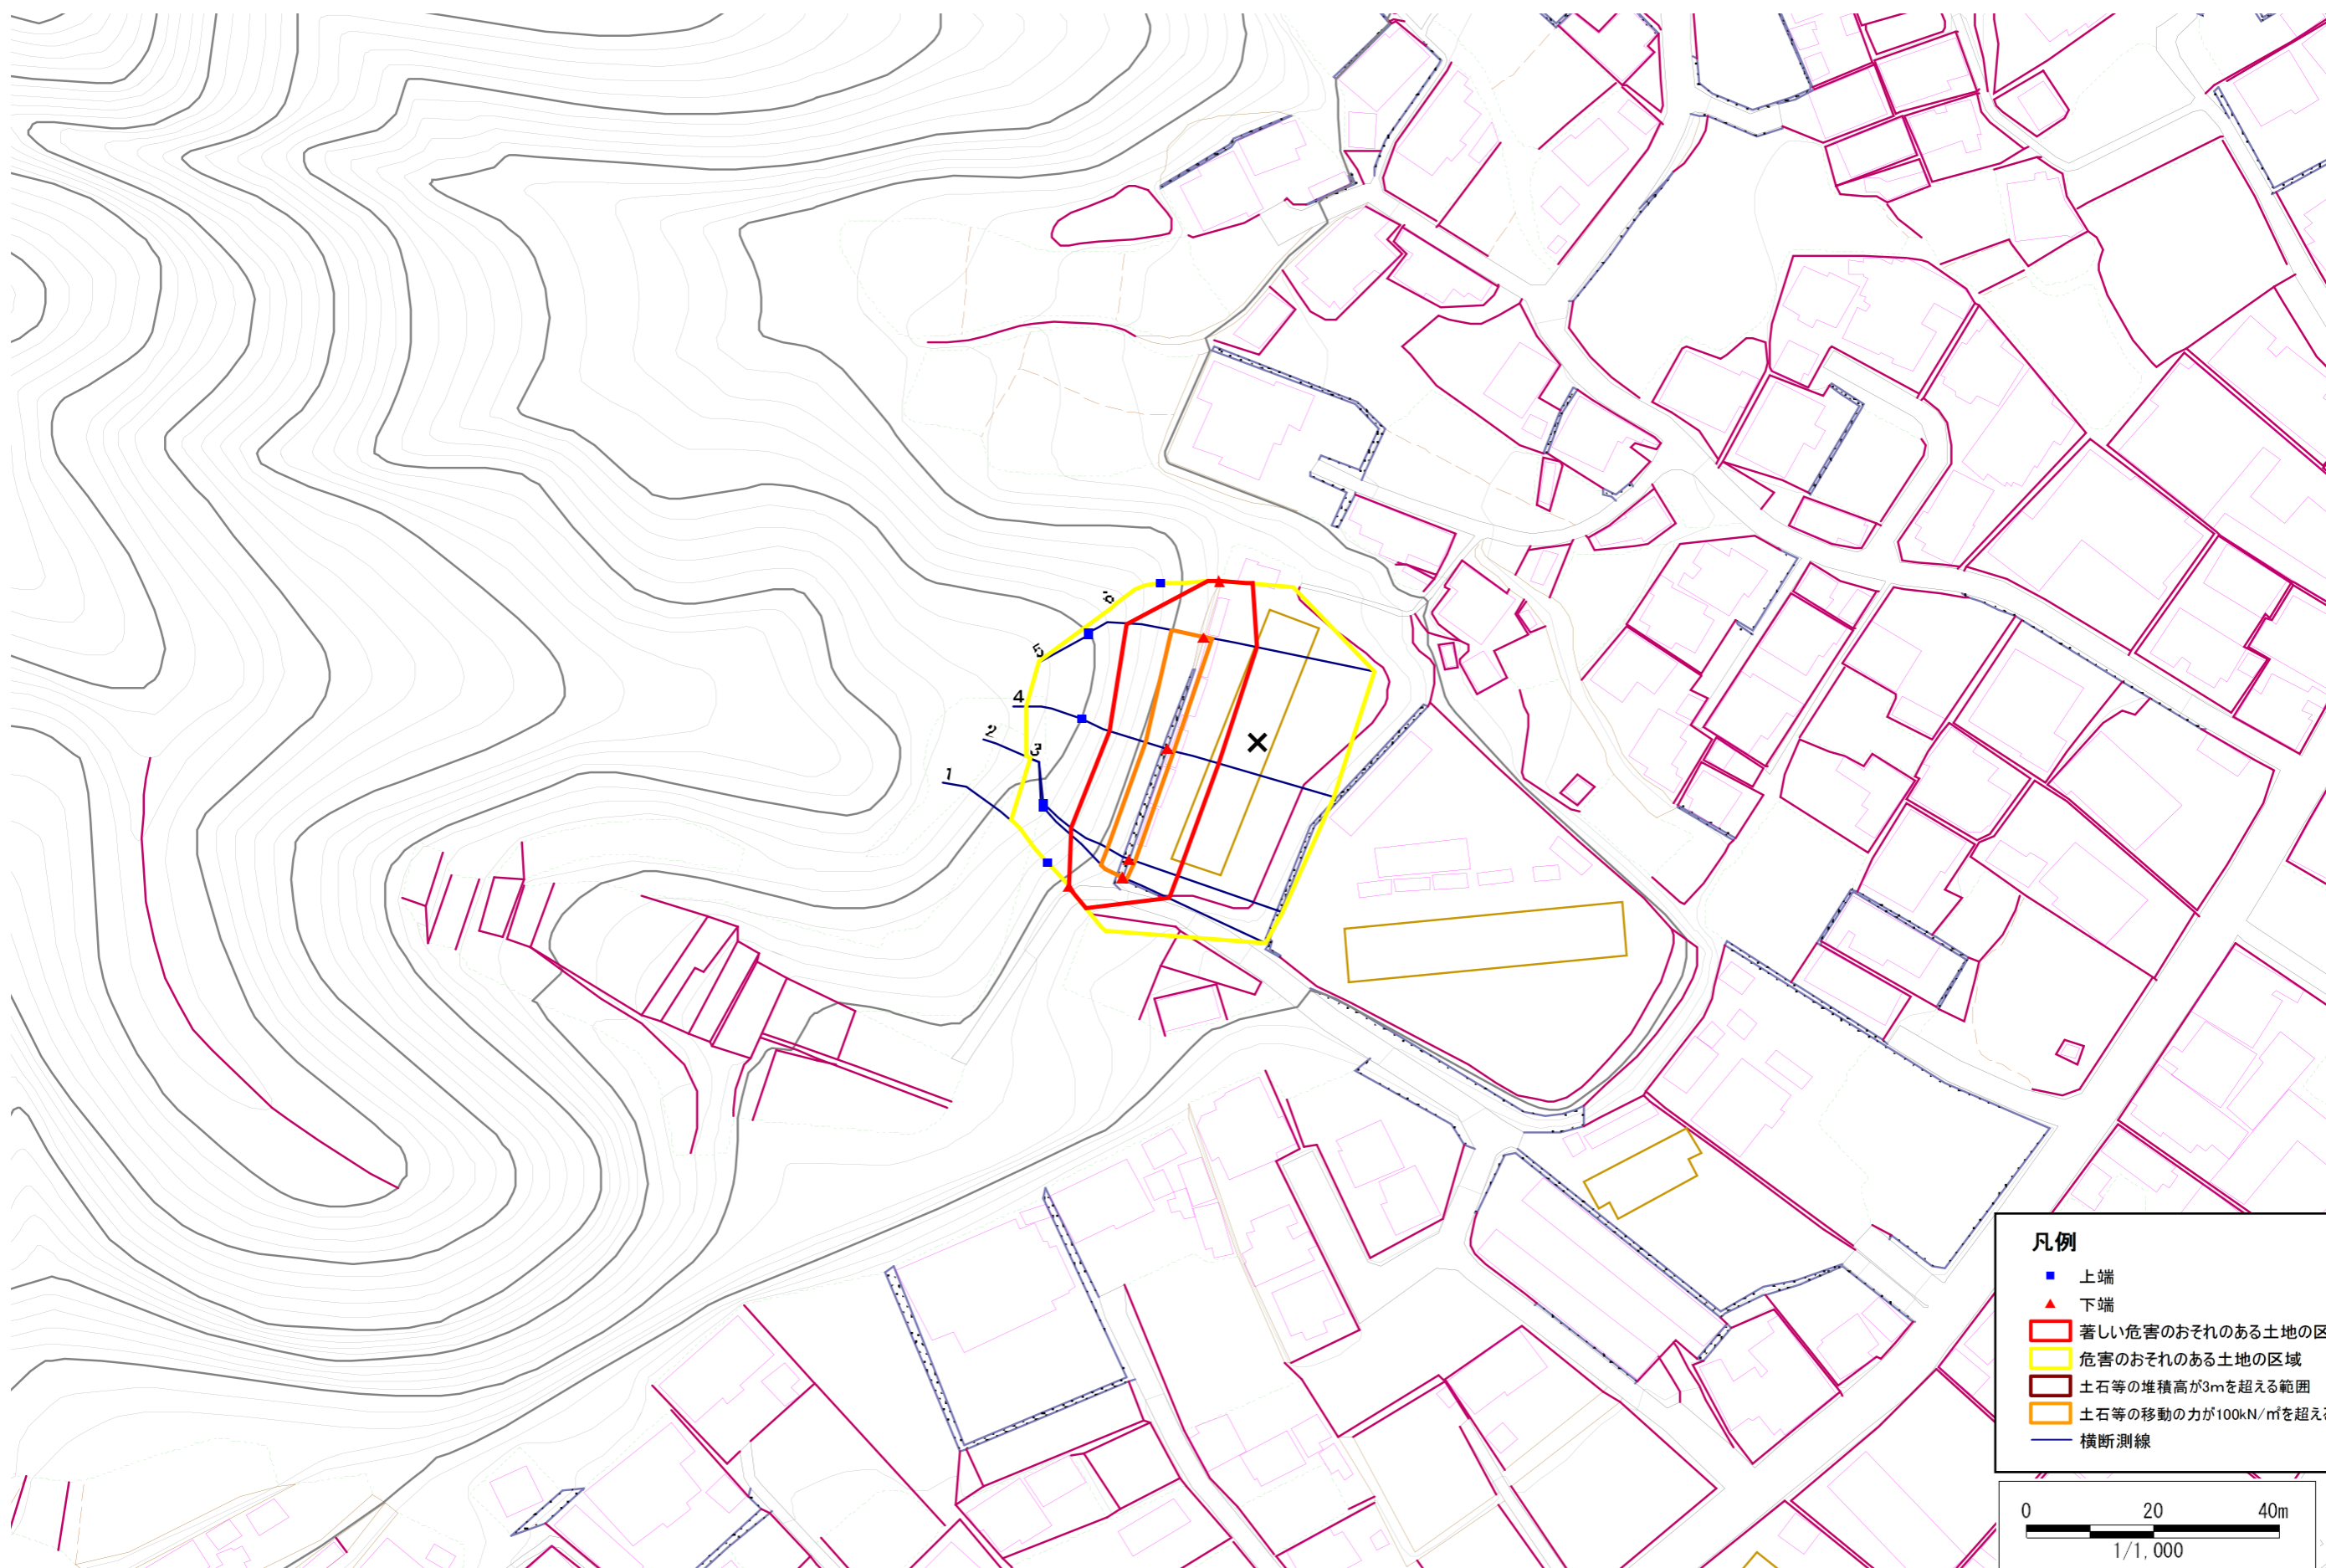 6
5
4
2
3
1
凡例
上端
下端
著しい危害のおそれのある土地の区
危害のおそれのある土地の区域
土石等の堆積高が3mを超える範囲
土石等の移動の力が100kN/㎡を超え
横断測線
0 20 40m
1/1,000